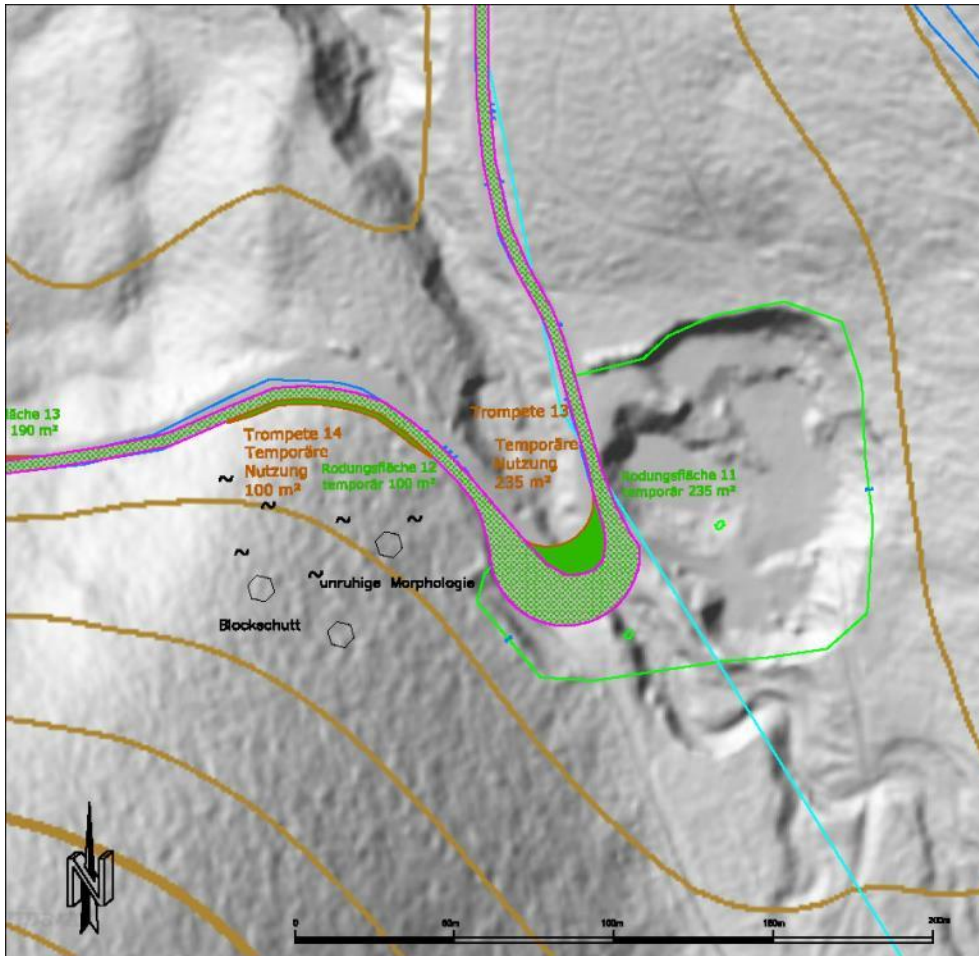 fläche 13
190 m²
Trompete 14
Temporäre
Nutzung
100 m²
Rodungsfläche 12
temporär 100 m²
Trompete 13
Temporäre
Nutzung
235 m²
Rodungsfläche 11
temporär 235 m²
unruhige Morphologie
Blockschutt
N
0 50m 100m 150m 200m